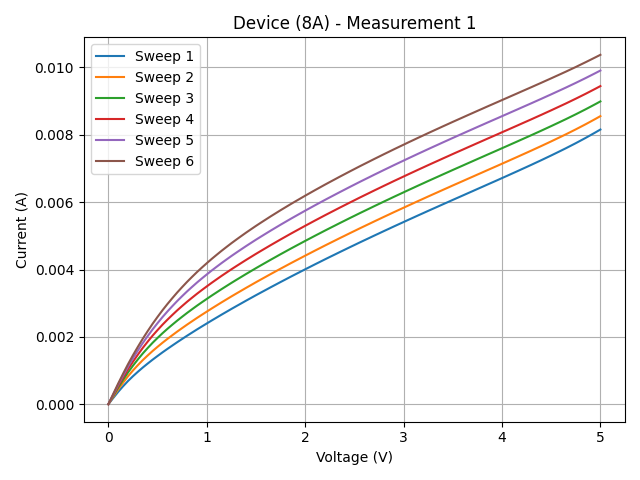 Device (8A) - Measurement 1
Sweep 1
Sweep 2
Sweep 3
Sweep 4
Sweep 5
Sweep 6
0.010
0.008
0.006
0.004
0.002
0.000
Current (A)
0 1 2 3 4 5
Voltage (V)